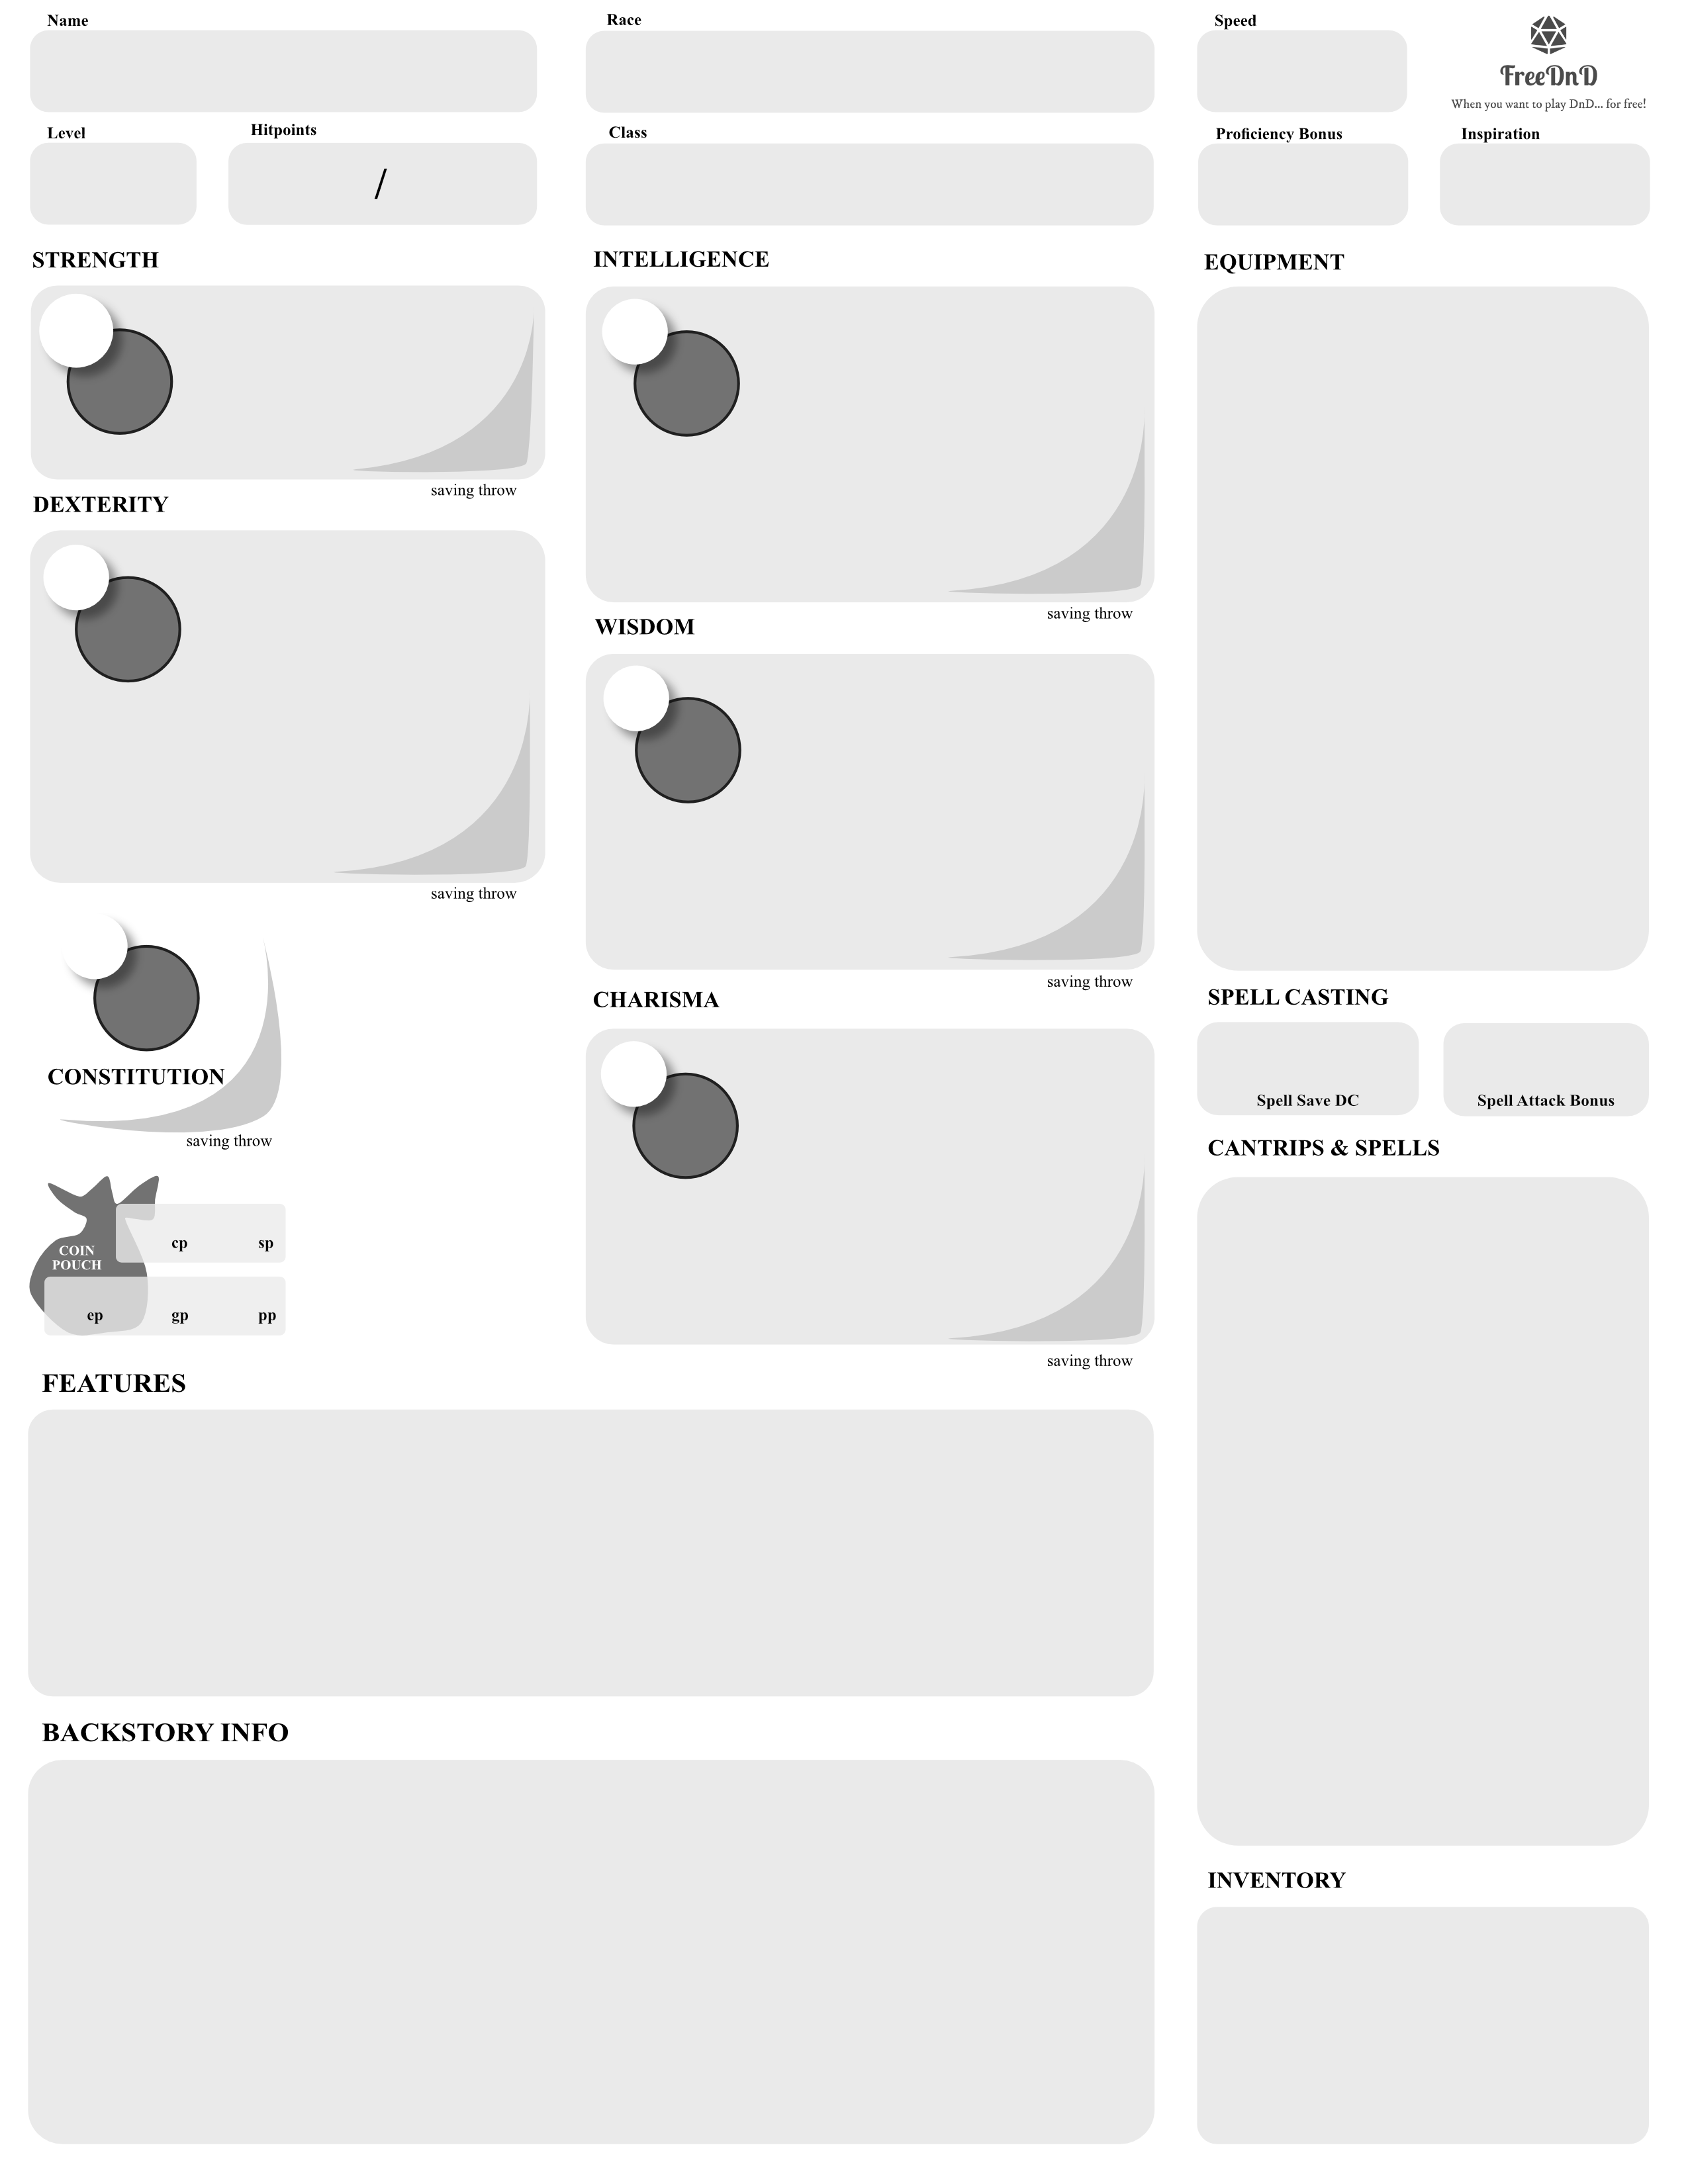 Name
Race
Speed
FreeDnD
When you want to play DnD... for free!
Level
Hitpoints
Class
Proficiency Bonus
Inspiration
/
STRENGTH
saving throw
DEXTERITY
saving throw
CONSTITUTION
saving throw
COIN
POUCH
cp sp
ep gp pp
INTELLIGENCE
saving throw
WISDOM
saving throw
CHARISMA
saving throw
FEATURES
BACKSTORY INFO
EQUIPMENT
SPELL CASTING
Spell Save DC
Spell Attack Bonus
CANTRIPS & SPELLS
INVENTORY